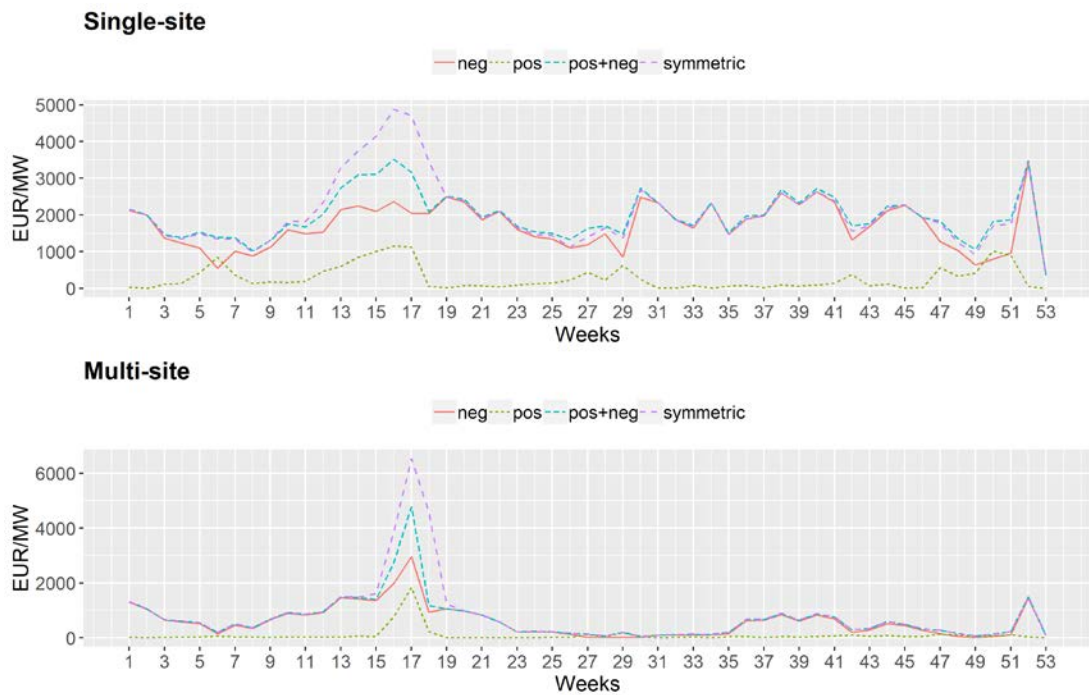 Single-site
neg pos pos+neg symmetric
5000
4000
3000
2000
1000
0
EUR/MW
1 3 5 7 9 11 13 15 17 19 21 23 25 27 29 31 33 35 37 39 41 43 45 47 49 51 53
Weeks
Multi-site
neg pos pos+neg symmetric
6000
4000
2000
0
EUR/MW
1 3 5 7 9 11 13 15 17 19 21 23 25 27 29 31 33 35 37 39 41 43 45 47 49 51 53
Weeks